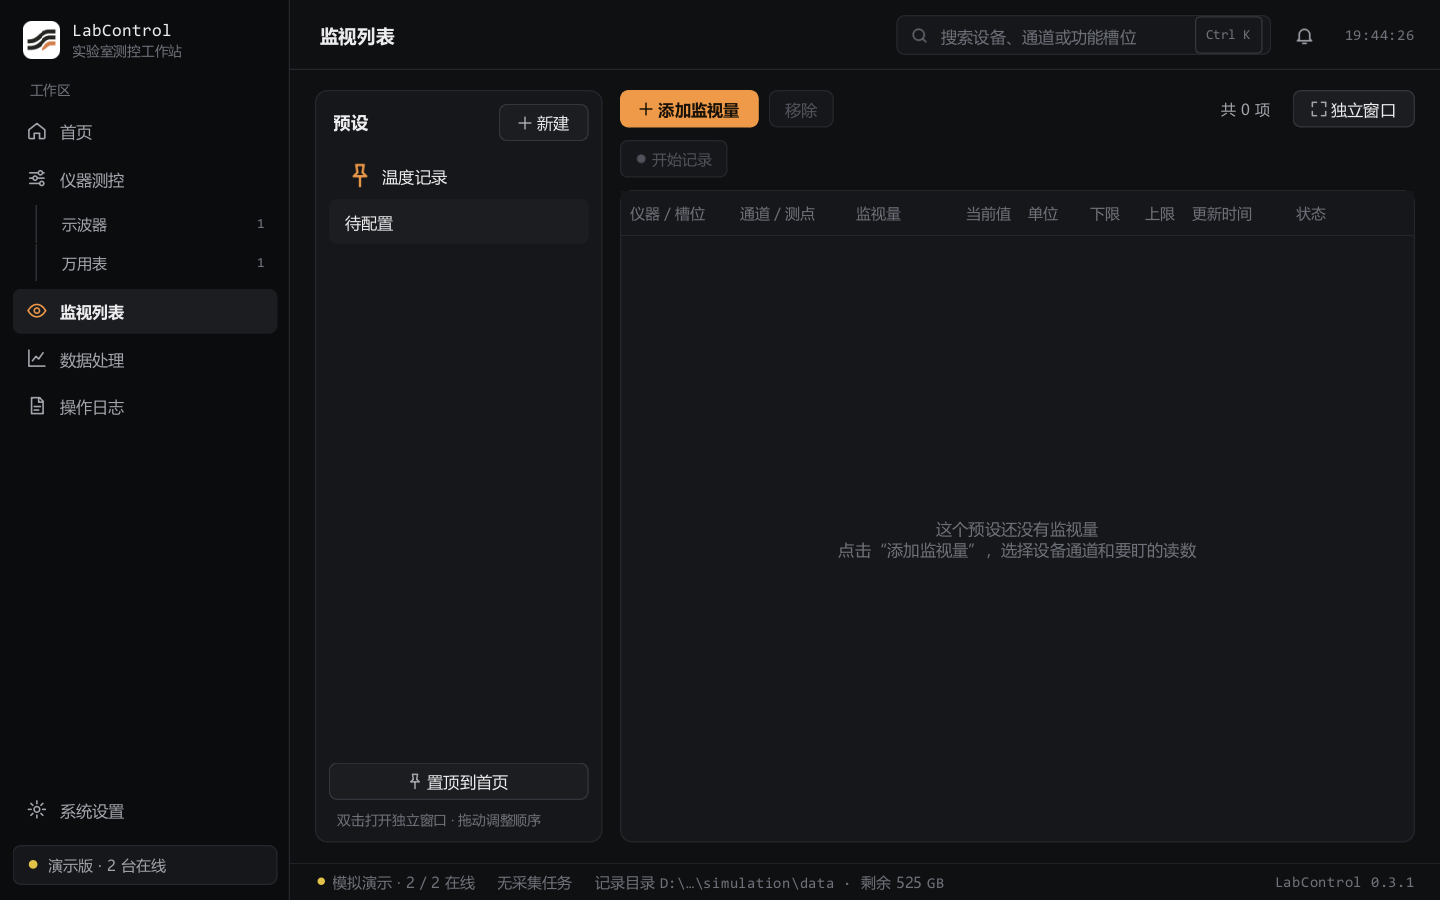 LabControl
实验室测控工作站
工作区
首页
仪器测控
示波器 1
万用表 1
监视列表
数据处理
操作日志
系统设置
演示版 · 2 台在线
监视列表
搜索设备、通道或功能槽位 Ctrl K
19:44:26
预设
新建
温度记录
待配置
置顶到首页
双击打开独立窗口 · 拖动调整顺序
添加监视量 移除 共 0 项 独立窗口
开始记录
仪器 / 槽位 通道 / 测点 监视量 当前值 单位 下限 上限 更新时间 状态
这个预设还没有监视量
点击“添加监视量”，选择设备通道和要盯的读数
模拟演示 · 2 / 2 在线 无采集任务 记录目录 D:\…\simulation\data · 剩余 525 GB LabControl 0.3.1